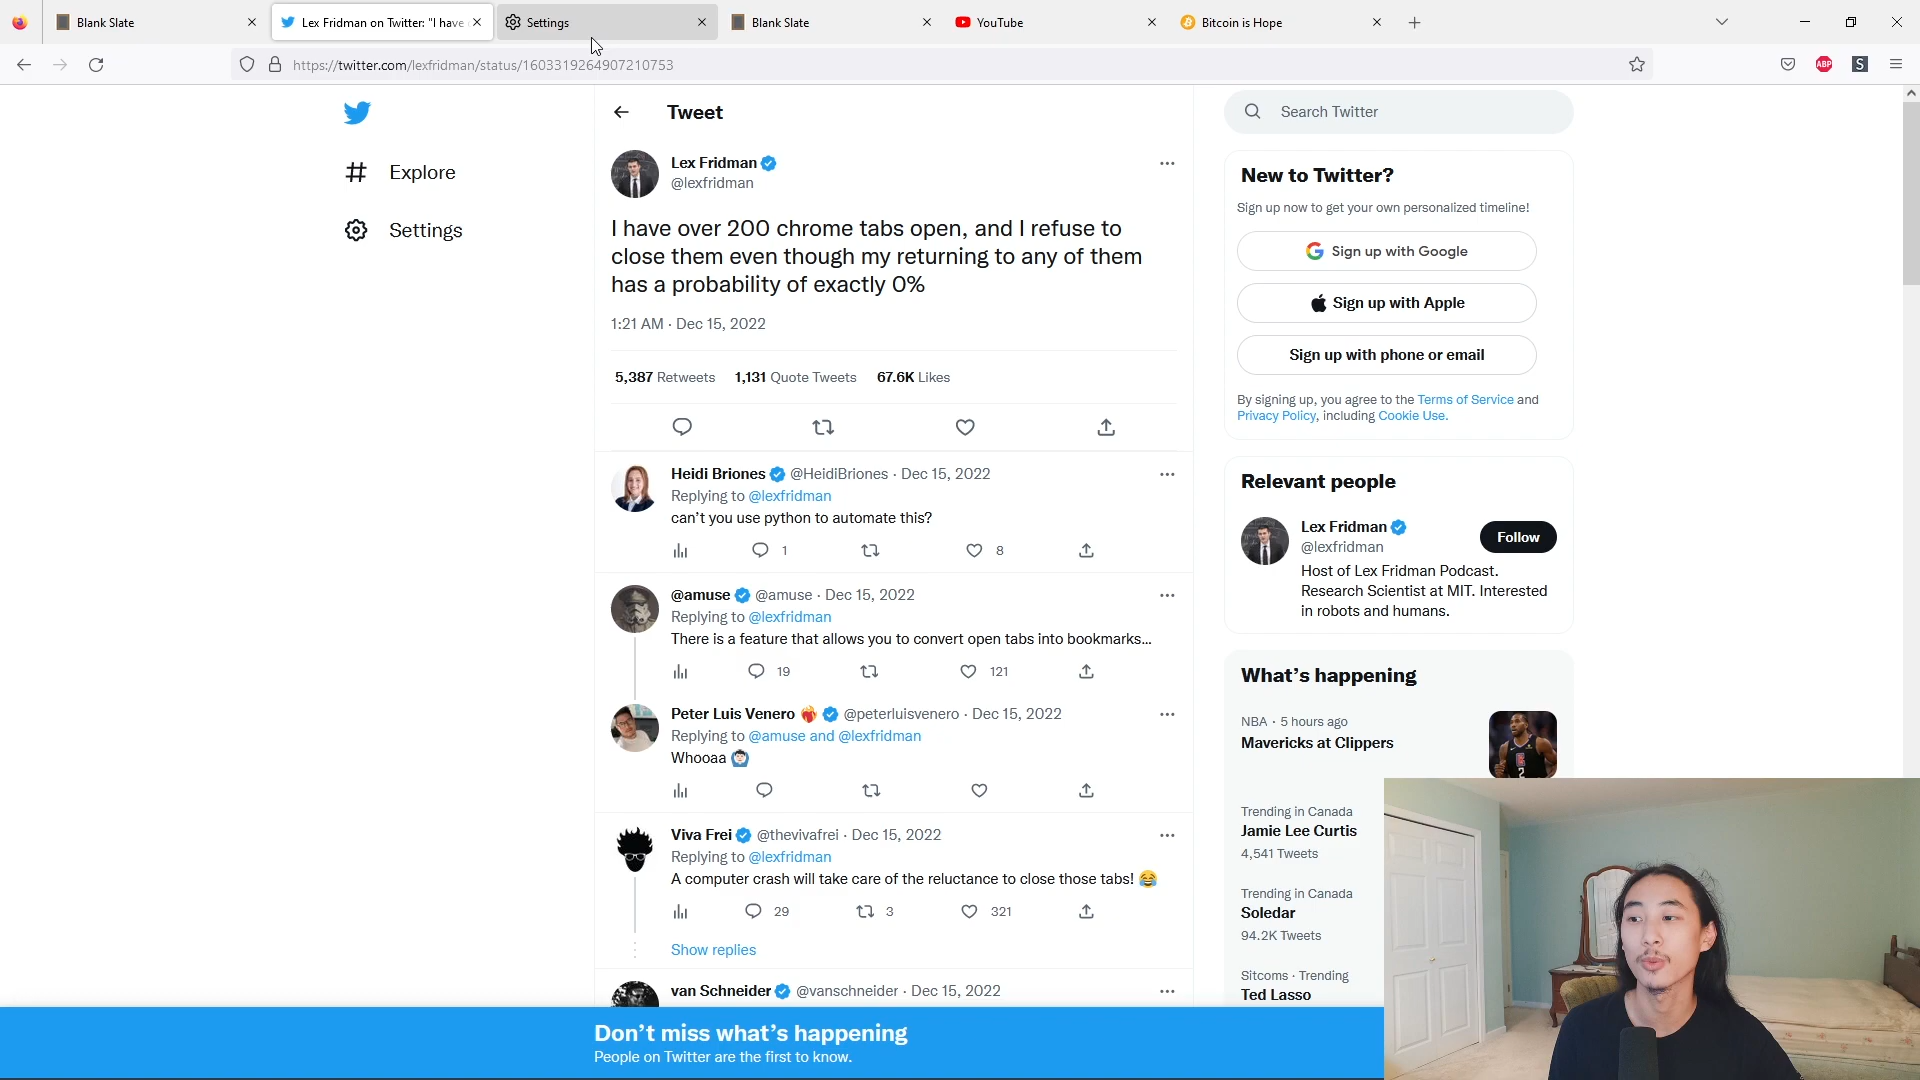 Blank Slate
Lex Fridman on Twitter: "I have
Settings
Blank Slate
YouTube
Bitcoin is Hope
https://twitter.com/lexfridman/status/1603319264907210753
ABP
S
Explore
Settings
Tweet
Lex Fridman
@lexfridman
I have over 200 chrome tabs open, and I refuse to
close them even though my returning to any of them
has a probability of exactly 0%
1:21 AM · Dec 15, 2022
5,387 Retweets 1,131 Quote Tweets 67.6K Likes
Heidi Briones @HeidiBriones · Dec 15, 2022
Replying to @lexfridman
can't you use python to automate this?
1 8
@amuse @amuse · Dec 15, 2022
Replying to @lexfridman
There is a feature that allows you to convert open tabs into bookmarks...
19 121
Peter Luis Venero ❤️‍🔥 @peterluisvenero · Dec 15, 2022
Replying to @amuse and @lexfridman
Whooaa 🙆🏻‍♂️
Viva Frei @thevivafrei · Dec 15, 2022
Replying to @lexfridman
A computer crash will take care of the reluctance to close those tabs! 😂
29 3 321
Show replies
van Schneider @vanschneider · Dec 15, 2022
Search Twitter
New to Twitter?
Sign up now to get your own personalized timeline!
Sign up with Google
Sign up with Apple
Sign up with phone or email
By signing up, you agree to the Terms of Service and
Privacy Policy, including Cookie Use.
Relevant people
Lex Fridman
@lexfridman
Follow
Host of Lex Fridman Podcast.
Research Scientist at MIT. Interested
in robots and humans.
What's happening
NBA · 5 hours ago
Mavericks at Clippers
Trending in Canada
Jamie Lee Curtis
4,541 Tweets
Trending in Canada
Soledar
94.2K Tweets
Sitcoms · Trending
Ted Lasso
Don't miss what's happening
People on Twitter are the first to know.